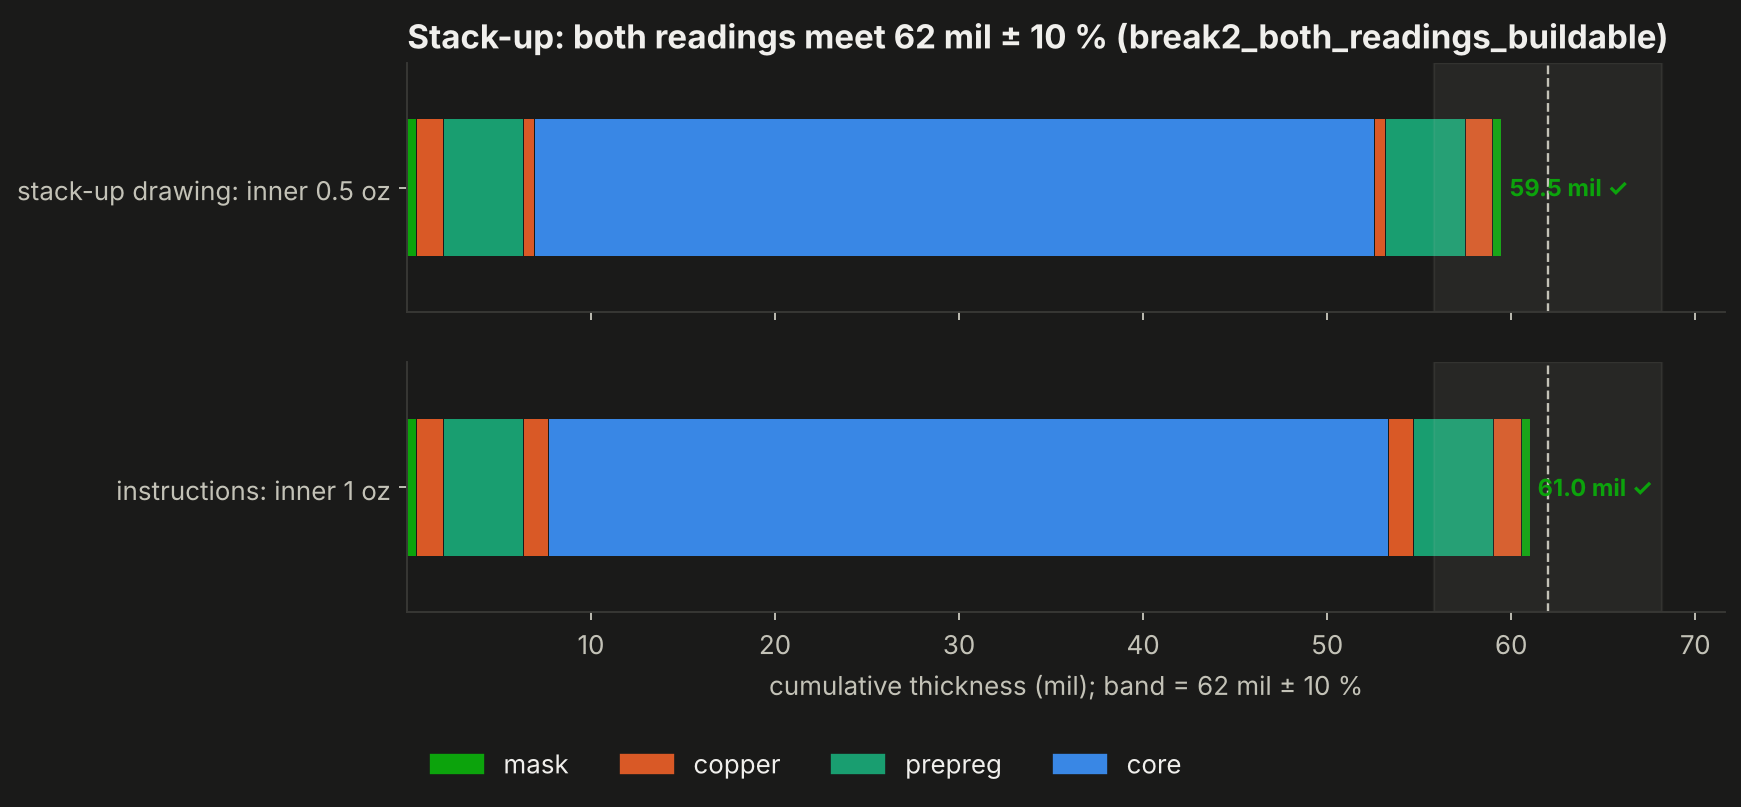 Stack-up: both readings meet 62 mil ± 10 % (break2_both_readings_buildable)
stack-up drawing: inner 0.5 oz
59.5 mil ✓
instructions: inner 1 oz
61.0 mil ✓
10 20 30 40 50 60 70
cumulative thickness (mil); band = 62 mil ± 10 %
mask copper prepreg core